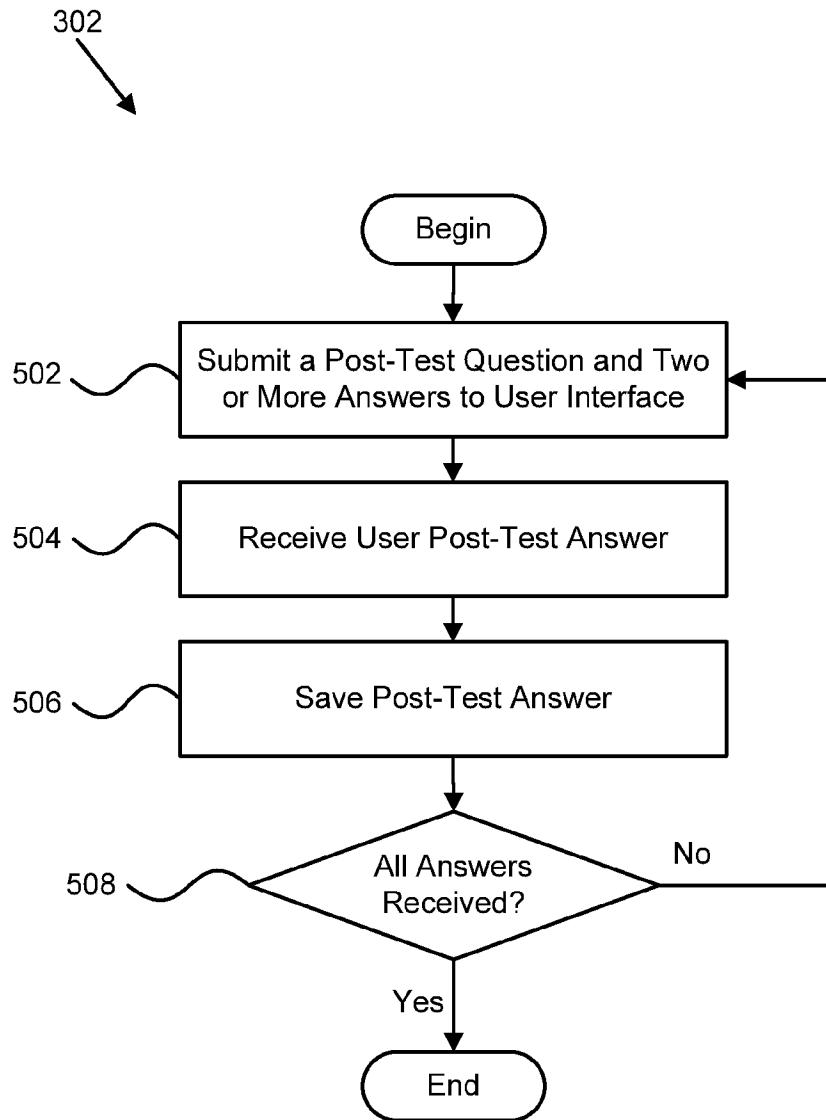 302
Begin
502
Submit a Post-Test Question and Two
or More Answers to User Interface
504
Receive User Post-Test Answer
506
Save Post-Test Answer
508
All Answers
Received?
No
Yes
End